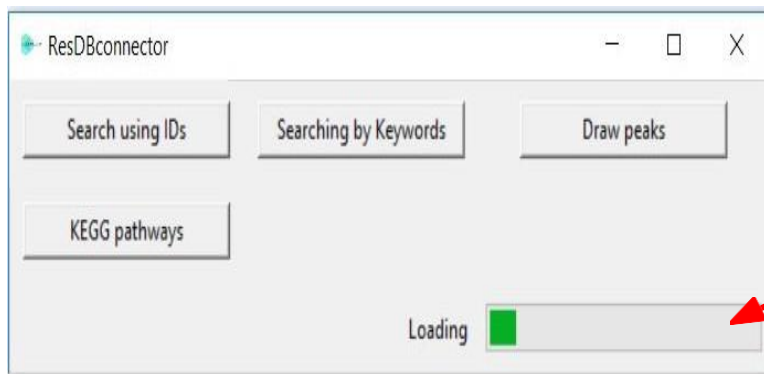 ResDBconnector
Search using IDs
Searching by Keywords
Draw peaks
KEGG pathways
Loading